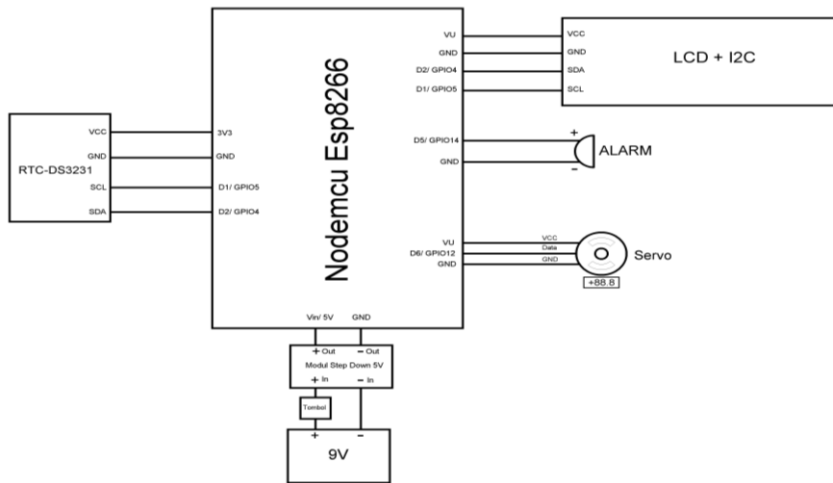 VU
VCC
GND
GND
LCD + I2C
D2/ GPIO4
SDA
D1/ GPIO5
SCL
Nodemcu Esp8266
VCC
3V3
GND
GND
RTC-DS3231
SCL
D1/ GPIO5
SDA
D2/ GPIO4
D5/ GPIO14
+
ALARM
GND
-
VU
VCC
D6/ GPIO12
Data
GND
GND
Servo
+88.8
Vin/ 5V
GND
+ Out
- Out
Modul Step Down 5V
+ In
- In
Tombol
+
-
9V